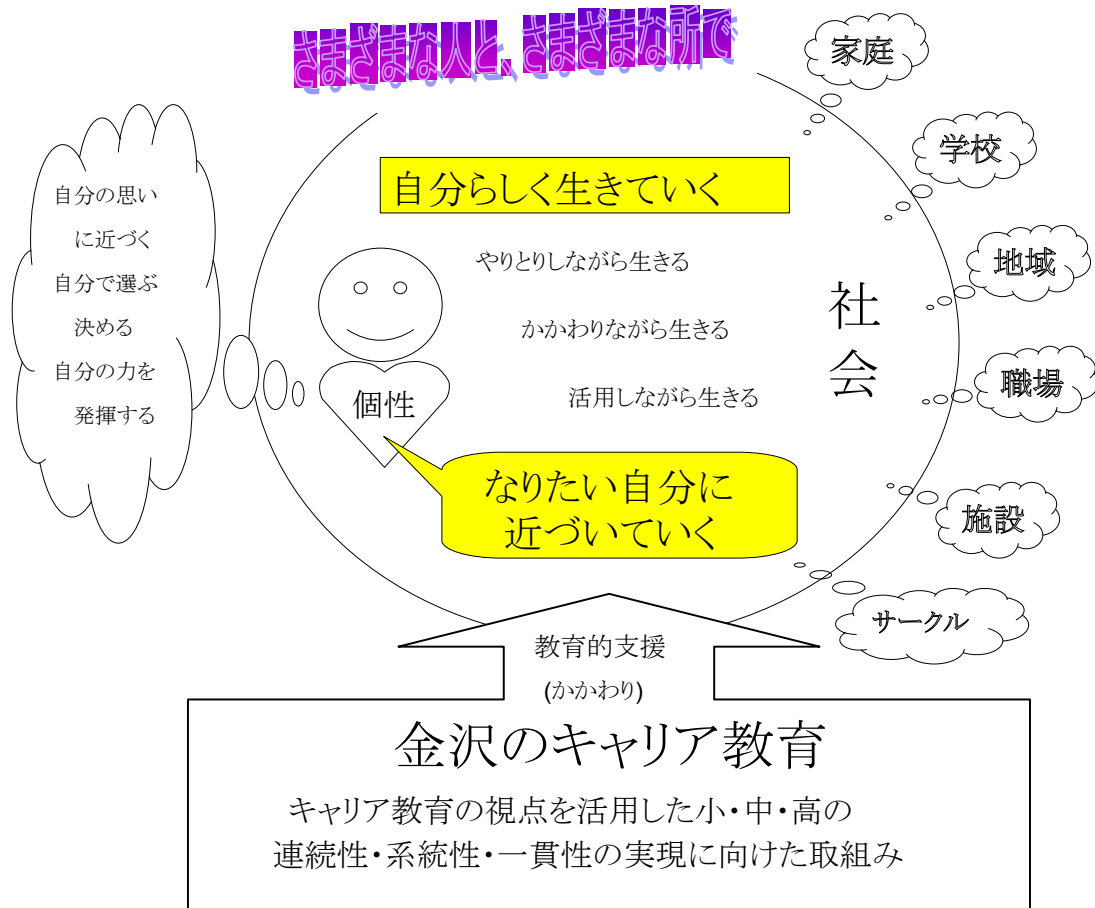 さまざまな人と、さまざまな所で
家庭
学校
地域
職場
施設
サークル
自分の思い
に近づく
自分で選ぶ
決める
自分の力を
発揮する
自分らしく生きていく
やりとりしながら生きる
かかわりながら生きる
活用しながら生きる
社
会
個性
なりたい自分に
近づいていく
教育的支援
(かかわり)
金沢のキャリア教育
キャリア教育の視点を活用した小・中・高の
連続性・系統性・一貫性の実現に向けた取組み